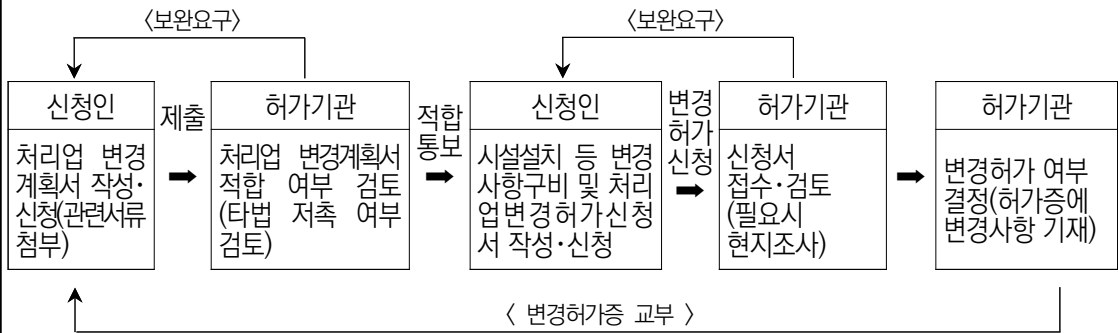 〈보완요구〉
〈보완요구〉
신청인
처리업 변경
계획서 작성·
신청(관련서류
첨부)
제출
허가기관
처리업 변경계획서
적합 여부 검토
(타법 저촉 여부
검토)
적합
통보
신청인
시설설치 등 변경
사항구비 및 처리
업변경허가신청
서 작성·신청
변경
허가
신청
허가기관
신청서
접수·검토
(필요시
현지조사)
허가기관
변경허가 여부
결정(허가증에
변경사항 기재)
〈 변경허가증 교부 〉